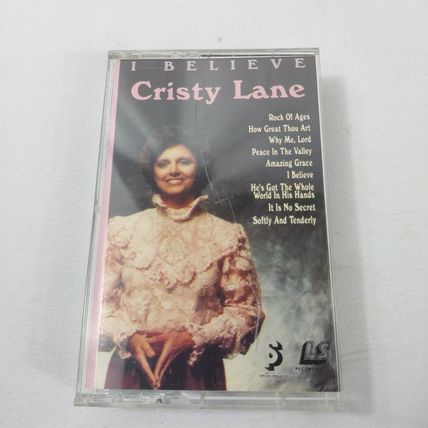 I BELIEVE
Cristy Lane
Rock Of Ages
How Great Thou Art
Why Me, Lord
Peace In The Valley
Amazing Grace
I Believe
He's Got The Whole
World In His Hands
It Is No Secret
Softly And Tenderly
LS
RECORDS